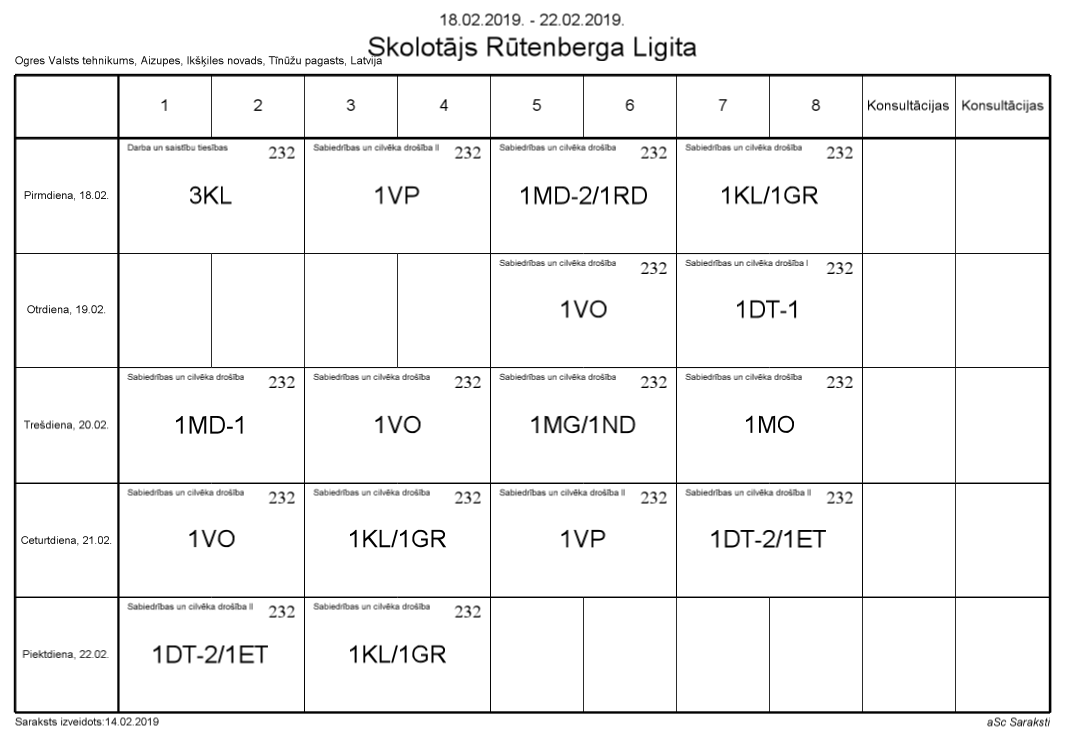 18.02.2019. - 22.02.2019.
Skolotājs Rūtenberga Ligita
Ogres Valsts tehnikums, Aizupes, Ikšķiles novads, Tīnūžu pagasts, Latvija
1 2 3 4 5 6 7 8 Konsultācijas Konsultācijas
Darba un saistību tiesības 232 Sabiedrības un cilvēka drošība II 232 Sabiedrības un cilvēka drošība 232 Sabiedrības un cilvēka drošība 232
Pirmdiena, 18.02. 3KL 1VP 1MD-2/1RD 1KL/1GR
Sabiedrības un cilvēka drošība 232 Sabiedrības un cilvēka drošība I 232
Otrdiena, 19.02. 1VO 1DT-1
Sabiedrības un cilvēka drošība 232 Sabiedrības un cilvēka drošība 232 Sabiedrības un cilvēka drošība 232 Sabiedrības un cilvēka drošība 232
Trešdiena, 20.02. 1MD-1 1VO 1MG/1ND 1MO
Sabiedrības un cilvēka drošība 232 Sabiedrības un cilvēka drošība 232 Sabiedrības un cilvēka drošība II 232 Sabiedrības un cilvēka drošība II 232
Ceturtdiena, 21.02. 1VO 1KL/1GR 1VP 1DT-2/1ET
Sabiedrības un cilvēka drošība II 232 Sabiedrības un cilvēka drošība 232
Piektdiena, 22.02. 1DT-2/1ET 1KL/1GR
Saraksts izveidots:14.02.2019 aSc Saraksti